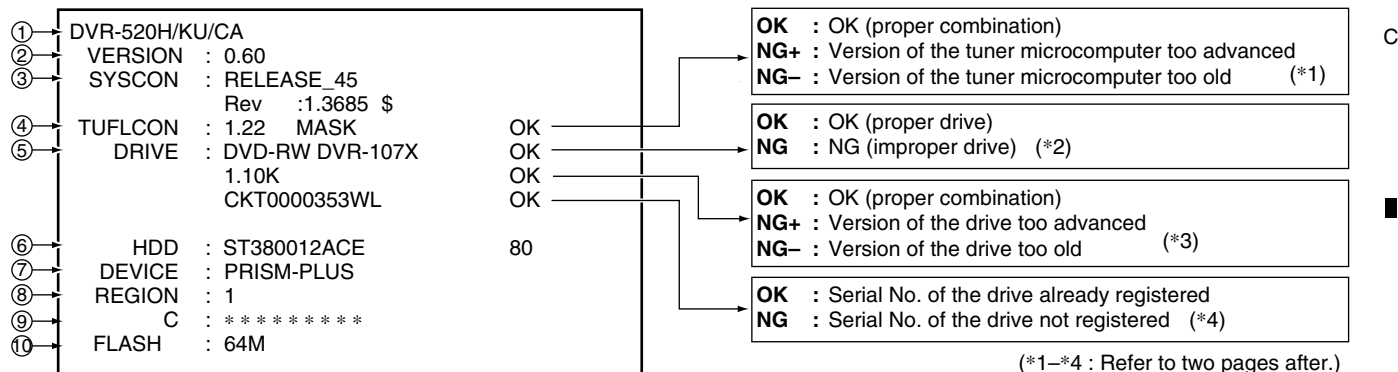 ① DVR-520H/KU/CA
② VERSION : 0.60
③ SYSCON : RELEASE_45
Rev :1.3685 $
④ TUFLCON : 1.22 MASK OK
⑤ DRIVE : DVD-RW DVR-107X OK
1.10K OK
CKT0000353WL OK
⑥ HDD : ST380012ACE 80
⑦ DEVICE : PRISM-PLUS
⑧ REGION : 1
⑨ C : * * * * * * * * *
⑩ FLASH : 64M
OK : OK (proper combination)
NG+ : Version of the tuner microcomputer too advanced
NG– : Version of the tuner microcomputer too old (*1)
OK : OK (proper drive)
NG : NG (improper drive) (*2)
OK : OK (proper combination)
NG+ : Version of the drive too advanced
NG– : Version of the drive too old (*3)
OK : Serial No. of the drive already registered
NG : Serial No. of the drive not registered (*4)
(*1–*4 : Refer to two pages after.)
C